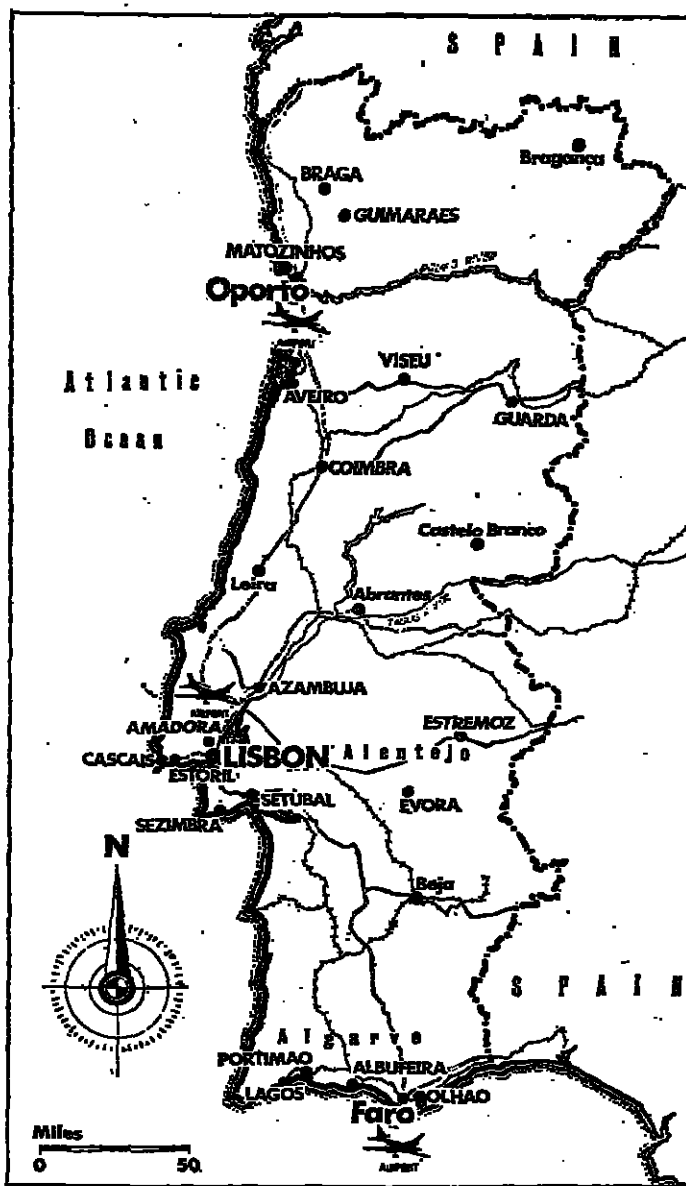 SPAIN
Bragança
BRAGA
GUIMARAES
MATOZINHOS
RIVER
Oporto
AIRPORT
Atlantic
Ocean
VISEU
AVEIRO
GUARDA
COIMBRA
Castelo Branco
Leira
Abrantes
AZAMBUJA
AIRPORT
AMADORA
ESTREMOZ
CASCAIS
LISBON
Alentejo
ESTORIL
SETUBAL
EVORA
SEZIMBRA
N
Beja
SPAIN
Algarve
PORTIMAO
ALBUFEIRA
LAGOS
OLHAO
Faro
AIRPORT
Miles
0 50